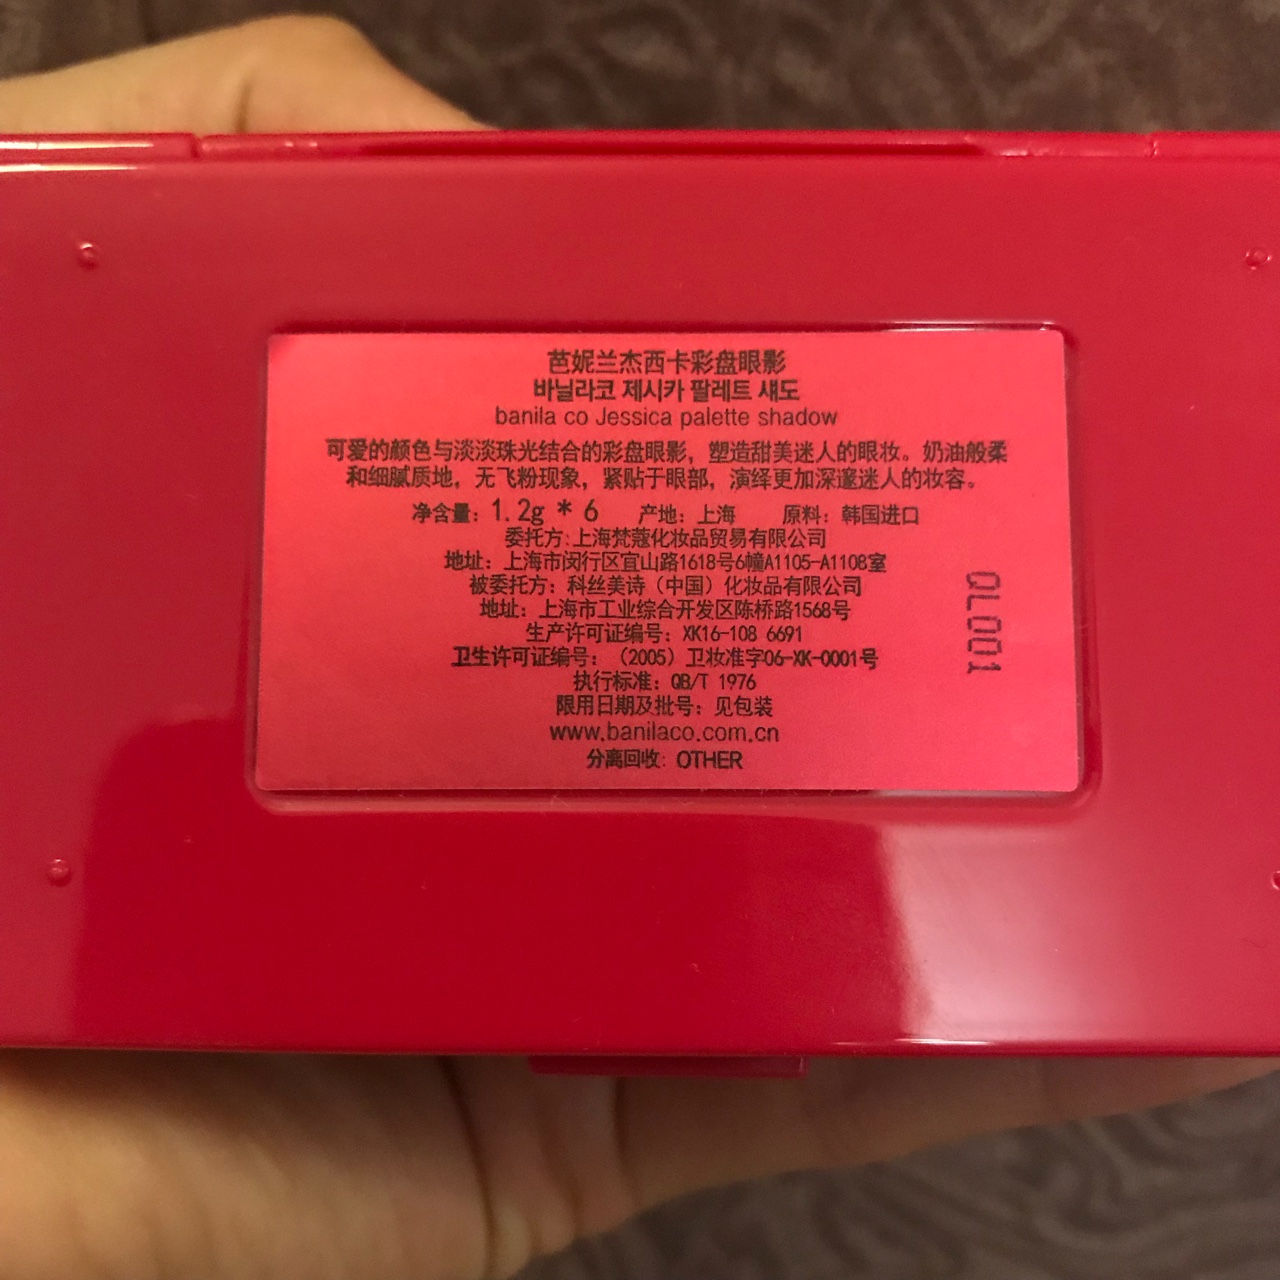 芭妮兰杰西卡彩盘眼影
바닐라코 제시카 팔레트 섀도
banila co Jessica palette shadow
可爱的颜色与淡淡珠光结合的彩盘眼影，塑造甜美迷人的眼妆。奶油般柔
和细腻质地，无飞粉现象，紧贴于眼部，演绎更加深邃迷人的妆容。
净含量：1.2g * 6 产地：上海 原料：韩国进口
委托方：上海梵蔻化妆品贸易有限公司
地址：上海市闵行区宜山路1618号6幢A1105-A1108室
被委托方：科丝美诗（中国）化妆品有限公司
地址：上海市工业综合开发区陈桥路1568号
生产许可证编号：XK16-108 6691
卫生许可证编号：（2005）卫妆准字06-XK-0001号
执行标准：QB/T 1976
限用日期及批号：见包装
www.banilaco.com.cn
分离回收：OTHER
QL001